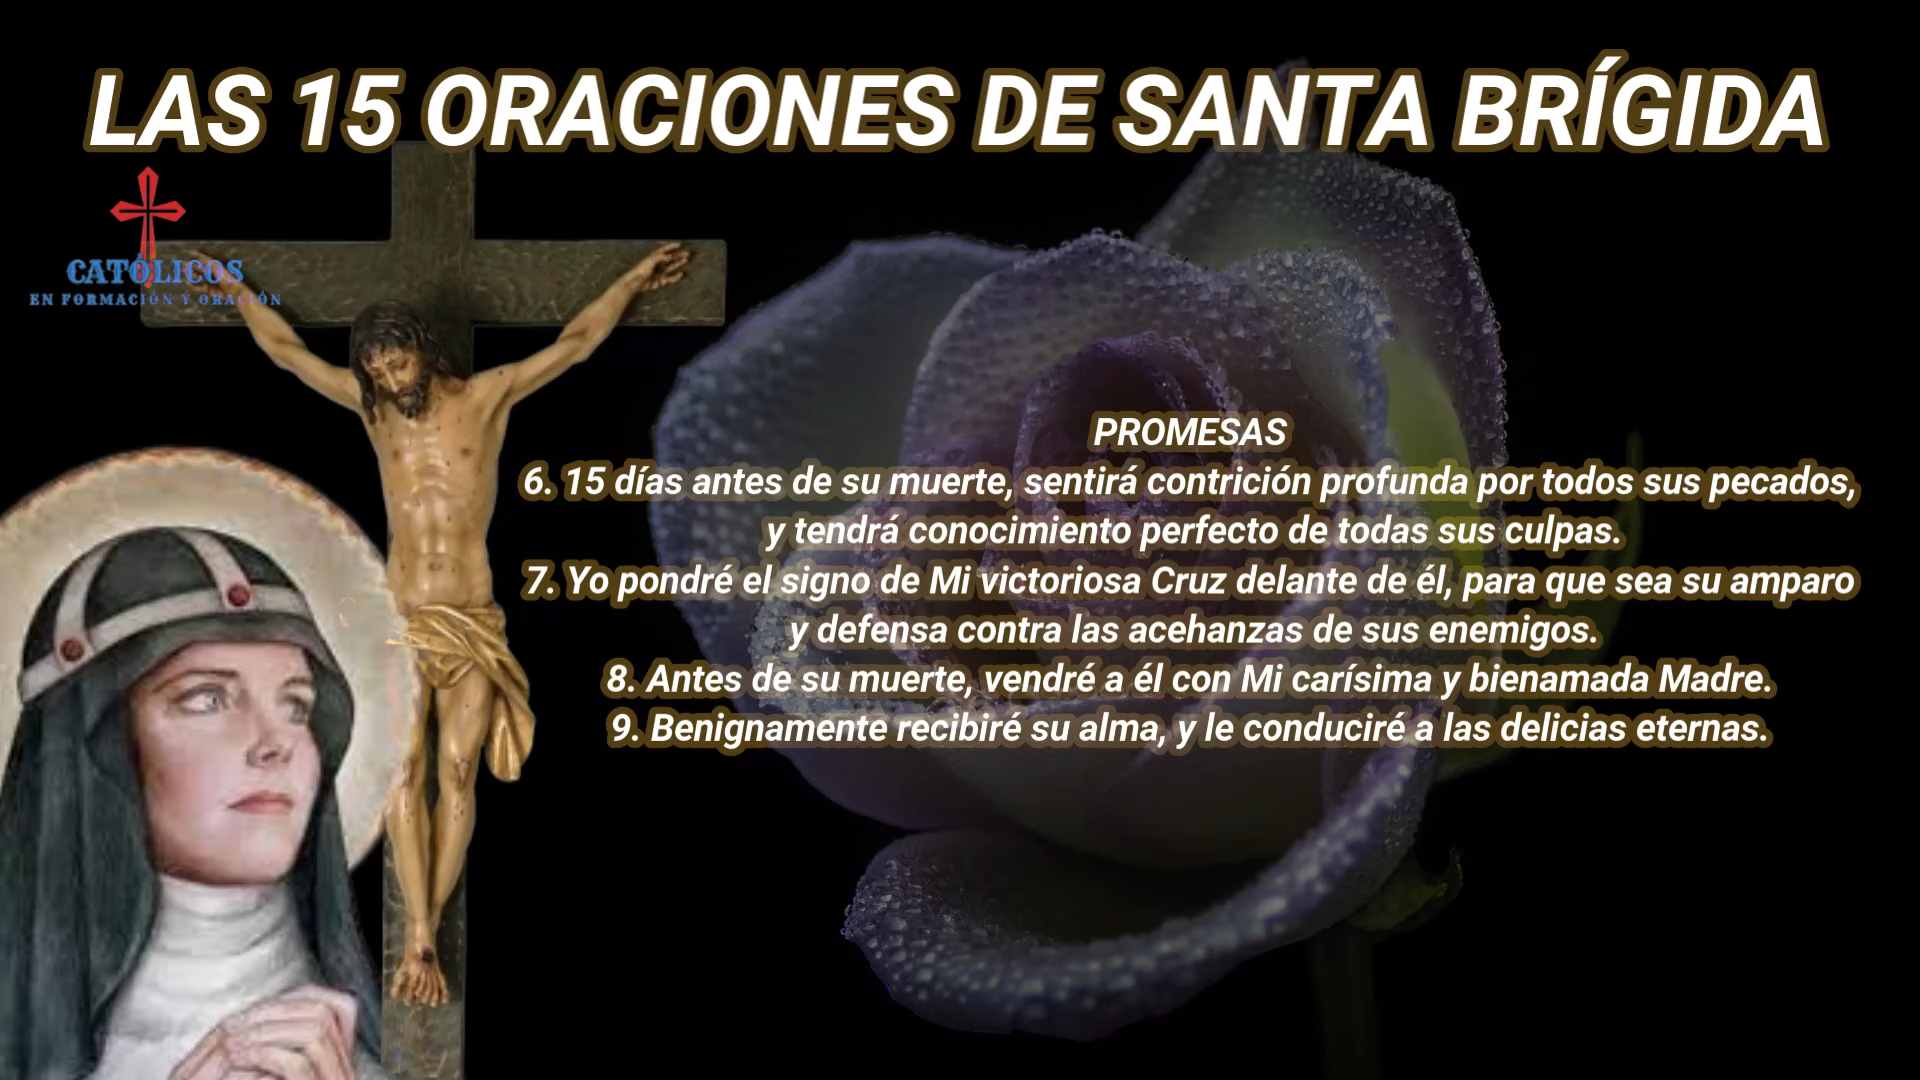 LAS 15 ORACIONES DE SANTA BRÍGIDA
CATÓLICOS
EN FORMACIÓN Y ORACIÓN
PROMESAS
6. 15 días antes de su muerte, sentirá contrición profunda por todos sus pecados,
y tendrá conocimiento perfecto de todas sus culpas.
7. Yo pondré el signo de Mi victoriosa Cruz delante de él, para que sea su amparo
y defensa contra las acehanzas de sus enemigos.
8. Antes de su muerte, vendré a él con Mi carísima y bienamada Madre.
9. Benignamente recibiré su alma, y le conduciré a las delicias eternas.